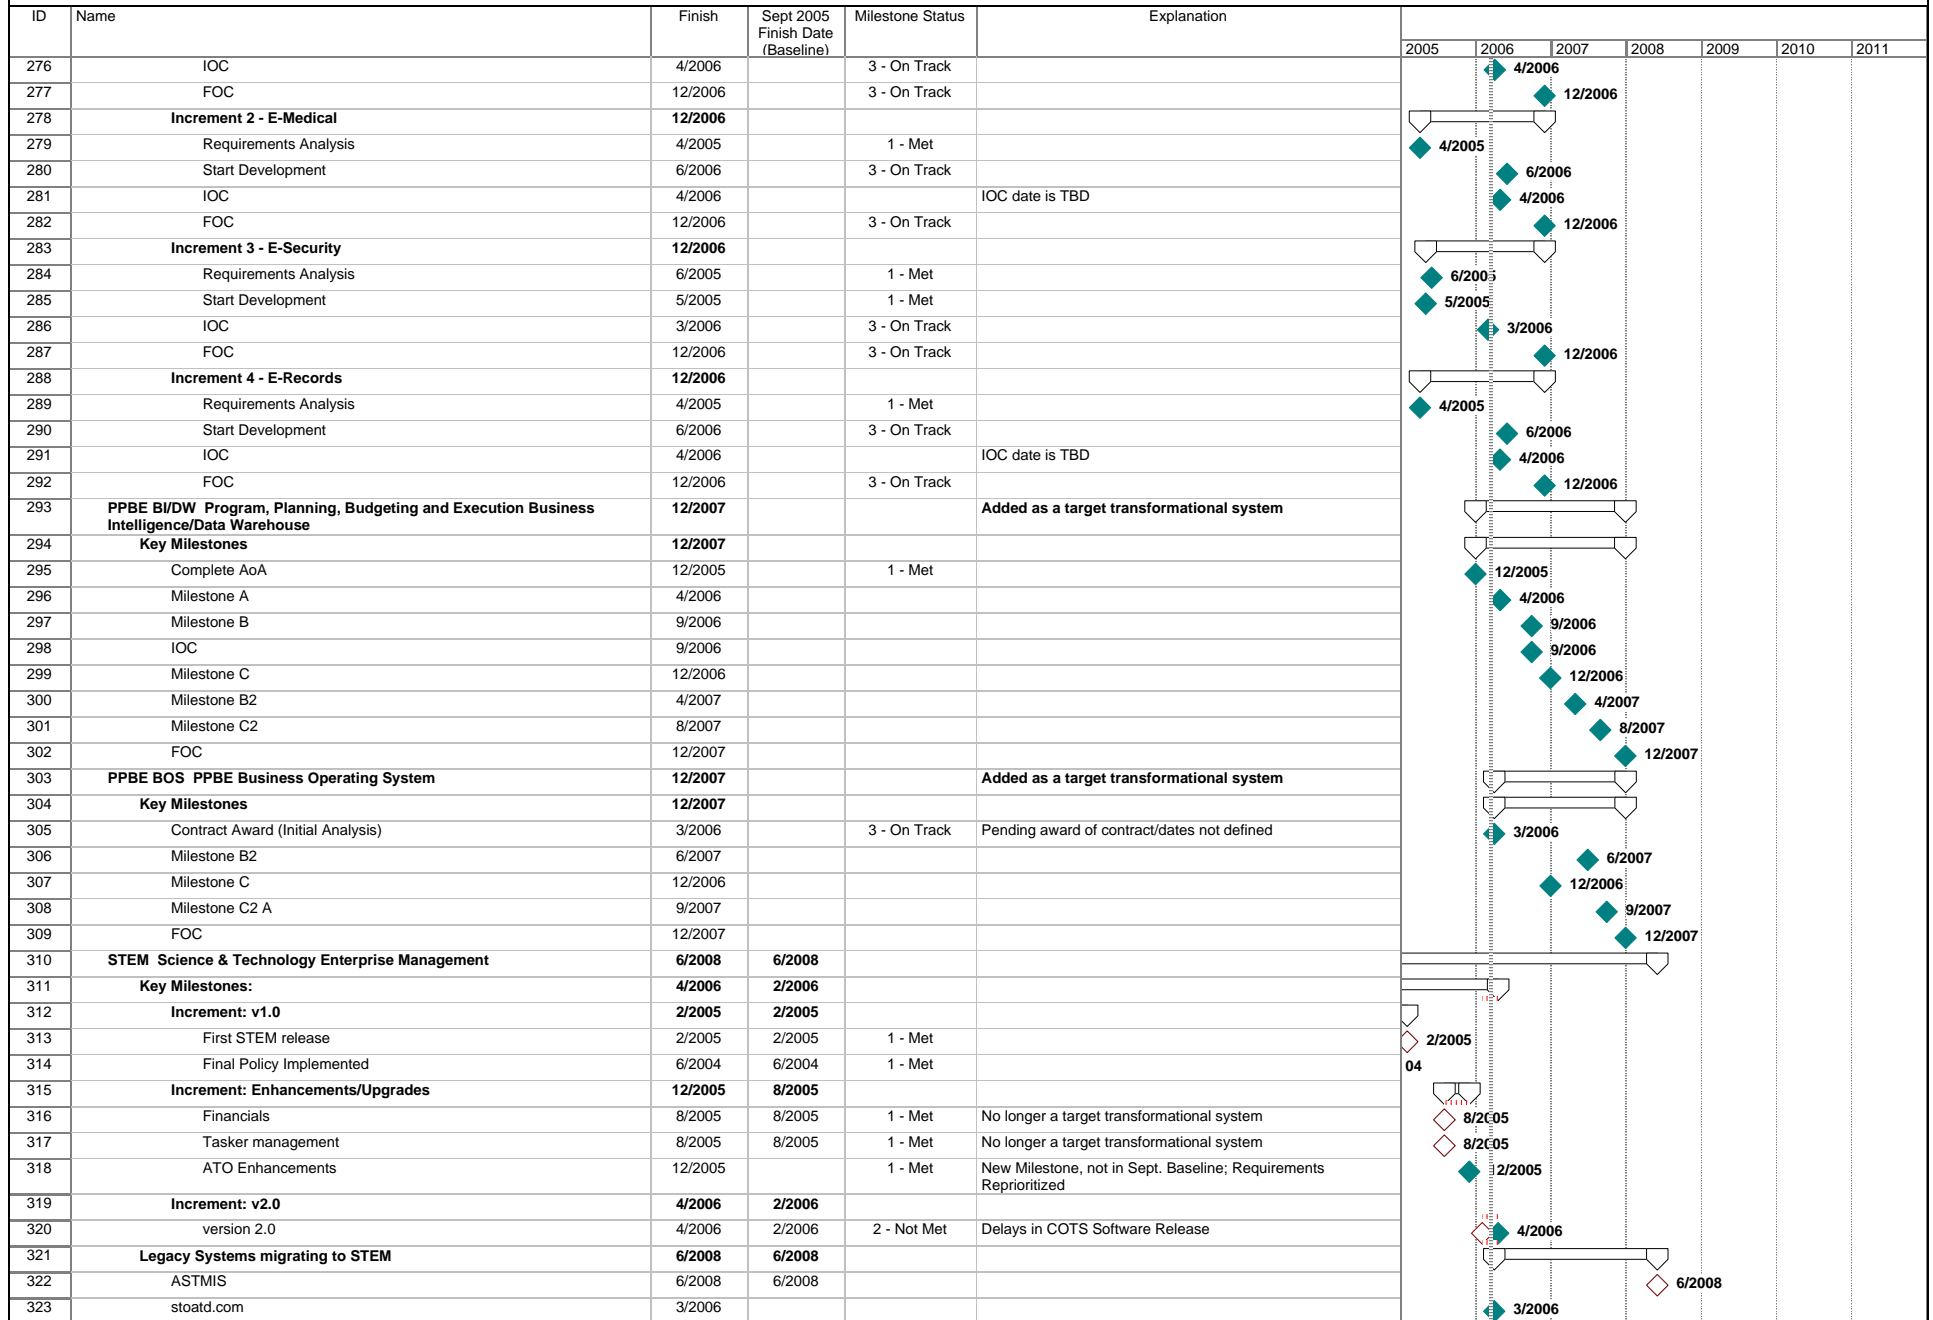 ID Name Finish Sept 2005 Milestone Status Explanation
Finish Date
(Baseline)
2005 2006 2007 2008 2009 2010 2011
276 IOC 4/2006 3 - On Track 4/2006
277 FOC 12/2006 3 - On Track 12/2006
278 Increment 2 - E-Medical 12/2006
279 Requirements Analysis 4/2005 1 - Met 4/2005
280 Start Development 6/2006 3 - On Track 6/2006
281 IOC 4/2006 IOC date is TBD 4/2006
282 FOC 12/2006 3 - On Track 12/2006
283 Increment 3 - E-Security 12/2006
284 Requirements Analysis 6/2005 1 - Met 6/2005
285 Start Development 5/2005 1 - Met 5/2005
286 IOC 3/2006 3 - On Track 3/2006
287 FOC 12/2006 3 - On Track 12/2006
288 Increment 4 - E-Records 12/2006
289 Requirements Analysis 4/2005 1 - Met 4/2005
290 Start Development 6/2006 3 - On Track 6/2006
291 IOC 4/2006 IOC date is TBD 4/2006
292 FOC 12/2006 3 - On Track 12/2006
293 PPBE BI/DW Program, Planning, Budgeting and Execution Business 12/2007 Added as a target transformational system
Intelligence/Data Warehouse
294 Key Milestones 12/2007
295 Complete AoA 12/2005 1 - Met 12/2005
296 Milestone A 4/2006 4/2006
297 Milestone B 9/2006 9/2006
298 IOC 9/2006 9/2006
299 Milestone C 12/2006 12/2006
300 Milestone B2 4/2007 4/2007
301 Milestone C2 8/2007 8/2007
302 FOC 12/2007 12/2007
303 PPBE BOS PPBE Business Operating System 12/2007 Added as a target transformational system
304 Key Milestones 12/2007
305 Contract Award (Initial Analysis) 3/2006 3 - On Track Pending award of contract/dates not defined 3/2006
306 Milestone B2 6/2007 6/2007
307 Milestone C 12/2006 12/2006
308 Milestone C2 A 9/2007 9/2007
309 FOC 12/2007 12/2007
310 STEM Science & Technology Enterprise Management 6/2008 6/2008
311 Key Milestones: 4/2006 2/2006
312 Increment: v1.0 2/2005 2/2005
313 First STEM release 2/2005 2/2005 1 - Met 2/2005
314 Final Policy Implemented 6/2004 6/2004 1 - Met 04
315 Increment: Enhancements/Upgrades 12/2005 8/2005
316 Financials 8/2005 8/2005 1 - Met No longer a target transformational system 8/2005
317 Tasker management 8/2005 8/2005 1 - Met No longer a target transformational system 8/2005
318 ATO Enhancements 12/2005 1 - Met New Milestone, not in Sept. Baseline; Requirements 12/2005
Reprioritized
319 Increment: v2.0 4/2006 2/2006
320 version 2.0 4/2006 2/2006 2 - Not Met Delays in COTS Software Release 4/2006
321 Legacy Systems migrating to STEM 6/2008 6/2008
322 ASTMIS 6/2008 6/2008 6/2008
323 stoatd.com 3/2006 3/2006